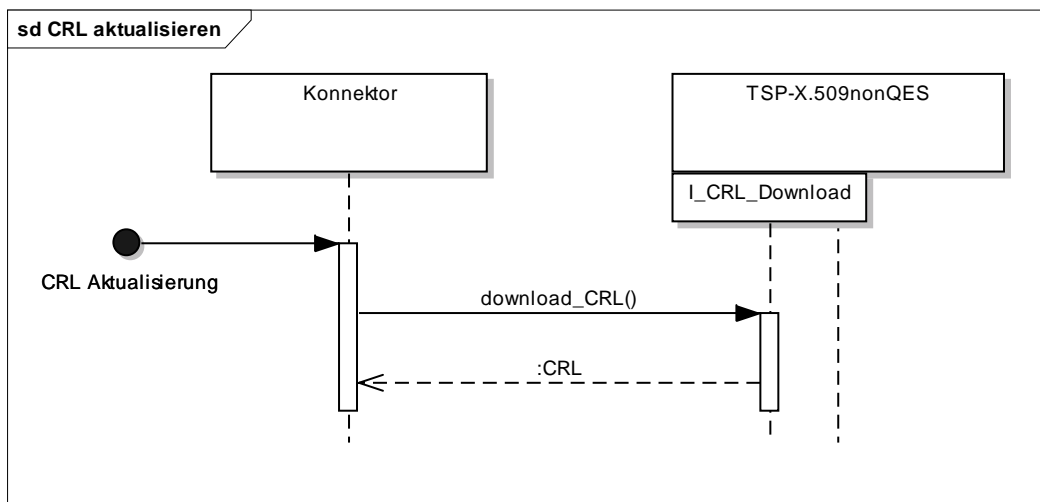 sd CRL aktualisieren
Konnektor
TSP-X.509nonQES
I_CRL_Download
CRL Aktualisierung
download_CRL()
:CRL